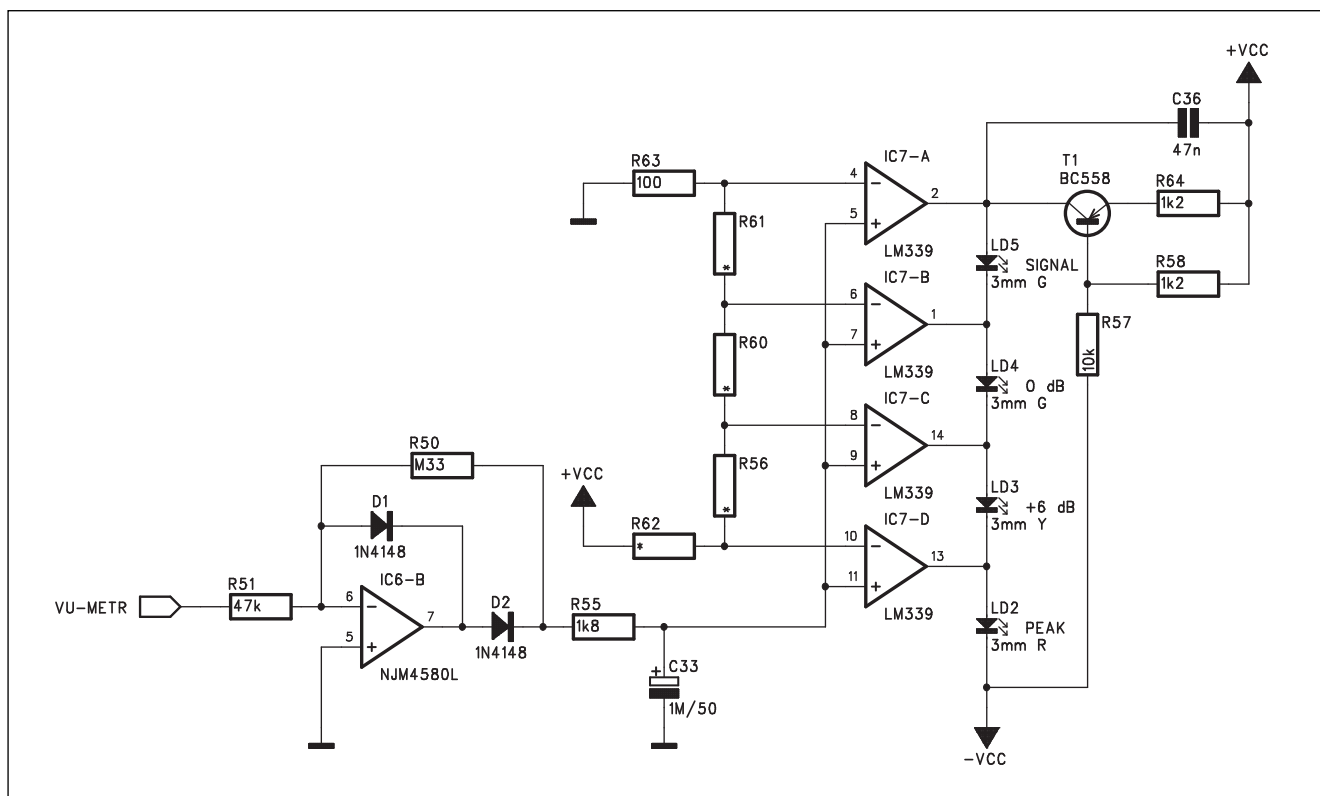 +VCC
C36
47n
IC7-A
T1
BC558
R63
100
4
2
R64
1k2
5
R61
*
LM339
LD5
SIGNAL
3mm G
R58
1k2
IC7-B
6
1
R57
10k
R60
*
7
LM339
LD4
0 dB
3mm G
IC7-C
8
14
R50
M33
+VCC
R56
*
9
LM339
LD3
+6 dB
3mm Y
D1
1N4148
R62
*
IC7-D
10
13
11
LM339
LD2
PEAK
3mm R
IC6-B
VU-METR
R51
47k
6
7
5
D2
1N4148
R55
1k8
NJM4580L
+
C33
1M/50
-VCC